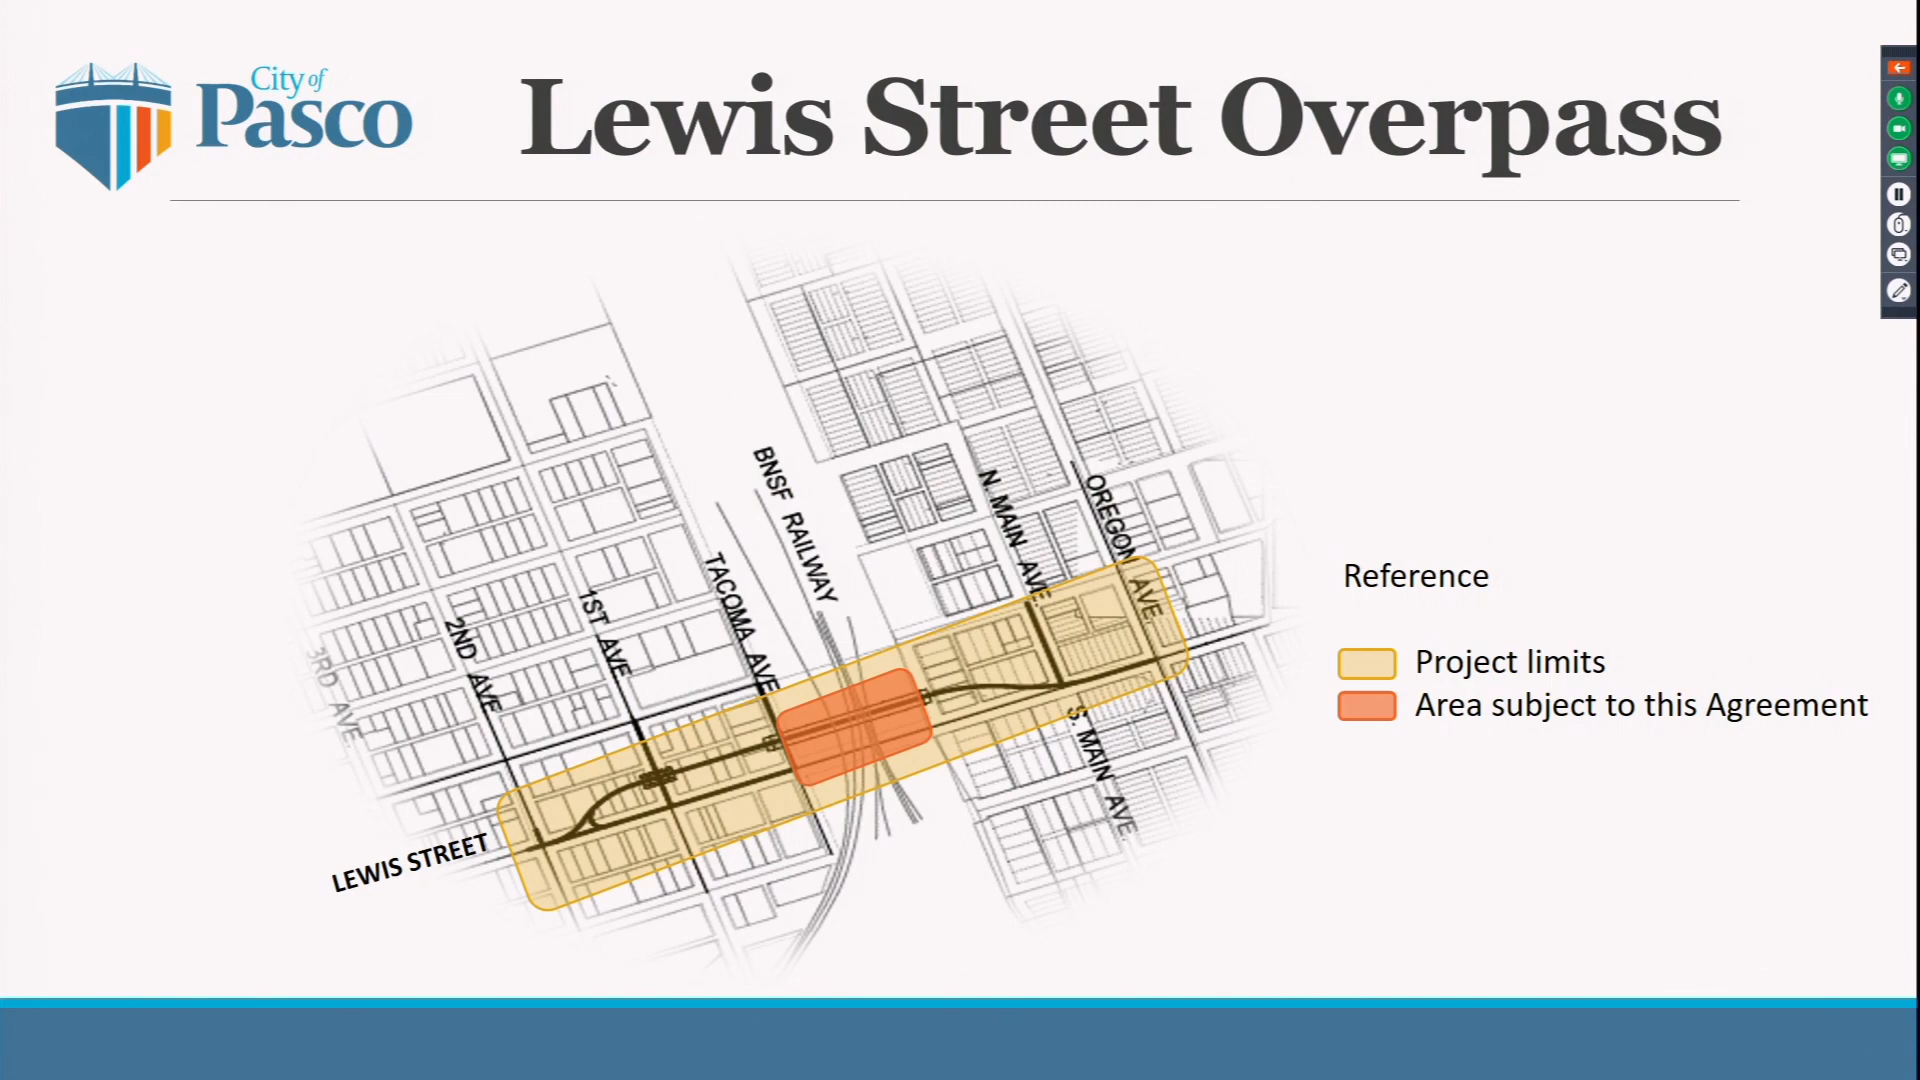 City of
Pasco
Lewis Street Overpass
BNSF RAILWAY
N. MAIN AVE.
OREGON AVE.
TACOMA AVE
1ST AVE
2ND AVE
3RD AVE.
S. MAIN AVE.
LEWIS STREET
Reference
Project limits
Area subject to this Agreement